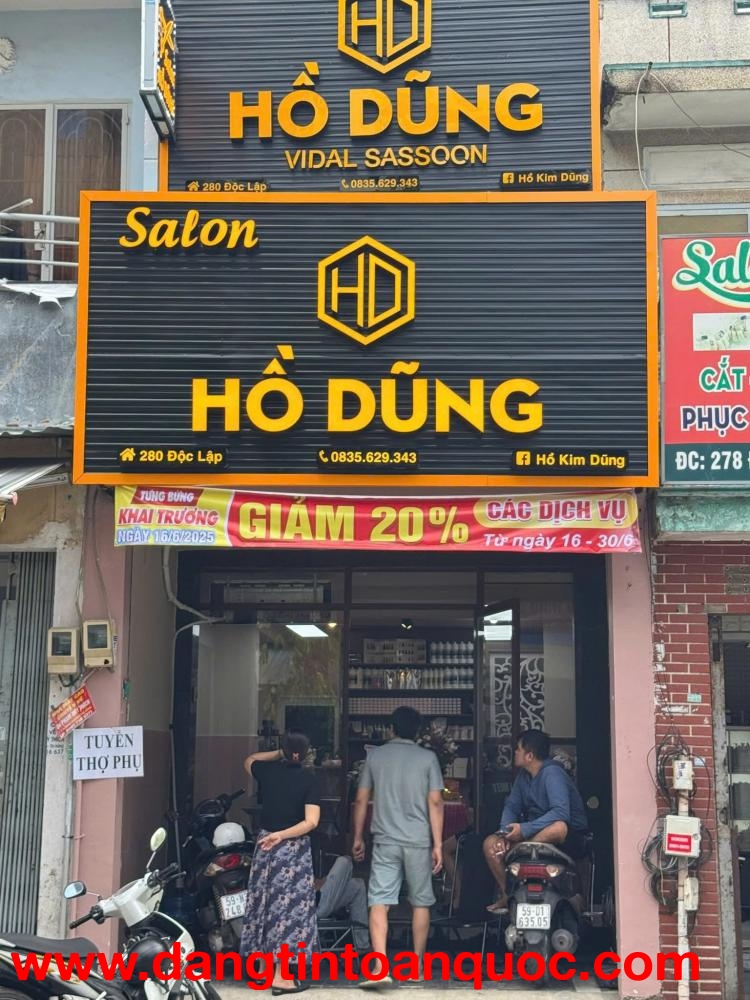 HD
HỒ DŨNG
VIDAL SASSOON
280 Độc Lập
0835.629.343
Hồ Kim Dũng
Salon
HD
HỒ DŨNG
280 Độc Lập
0835.629.343
Hồ Kim Dũng
Sal
CẮT
PHỤC
ĐC: 278
TƯNG BỪNG
KHAI TRƯƠNG
NGÀY 16/6/2025
GIẢM 20%
CÁC DỊCH VỤ
Từ ngày 16 - 30/6
TUYỂN
THỢ PHỤ
748
59-D1
635.05
www.dangtintoanquoc.com